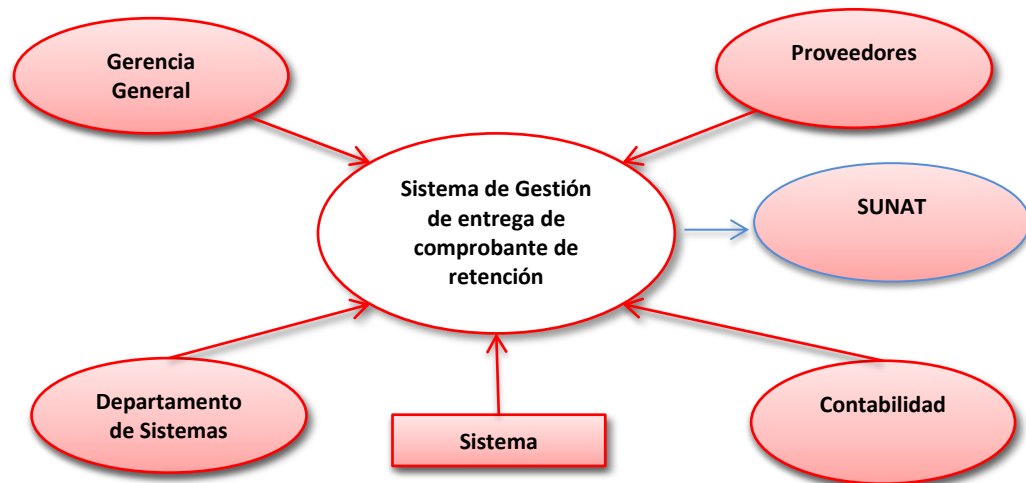 Gerencia
General
Proveedores
Sistema de Gestión
de entrega de
comprobante de
retención
SUNAT
Departamento
de Sistemas
Sistema
Contabilidad